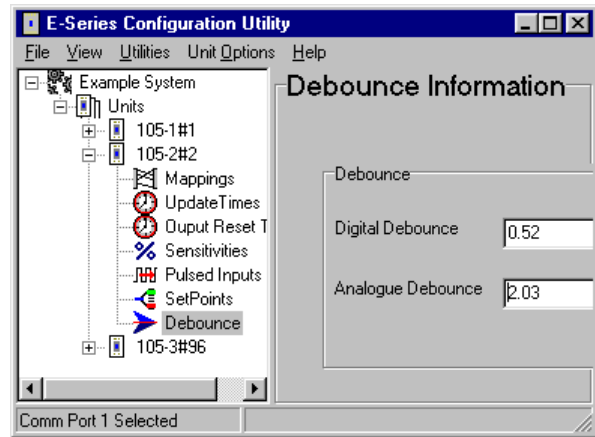 E-Series Configuration Utility
File View Utilities Unit Options Help
Example System
Units
105-1#1
105-2#2
Mappings
UpdateTimes
Ouput Reset T
Sensitivities
Pulsed Inputs
SetPoints
Debounce
105-3#96
Debounce Information
Debounce
Digital Debounce 0.52
Analogue Debounce 2.03
Comm Port 1 Selected